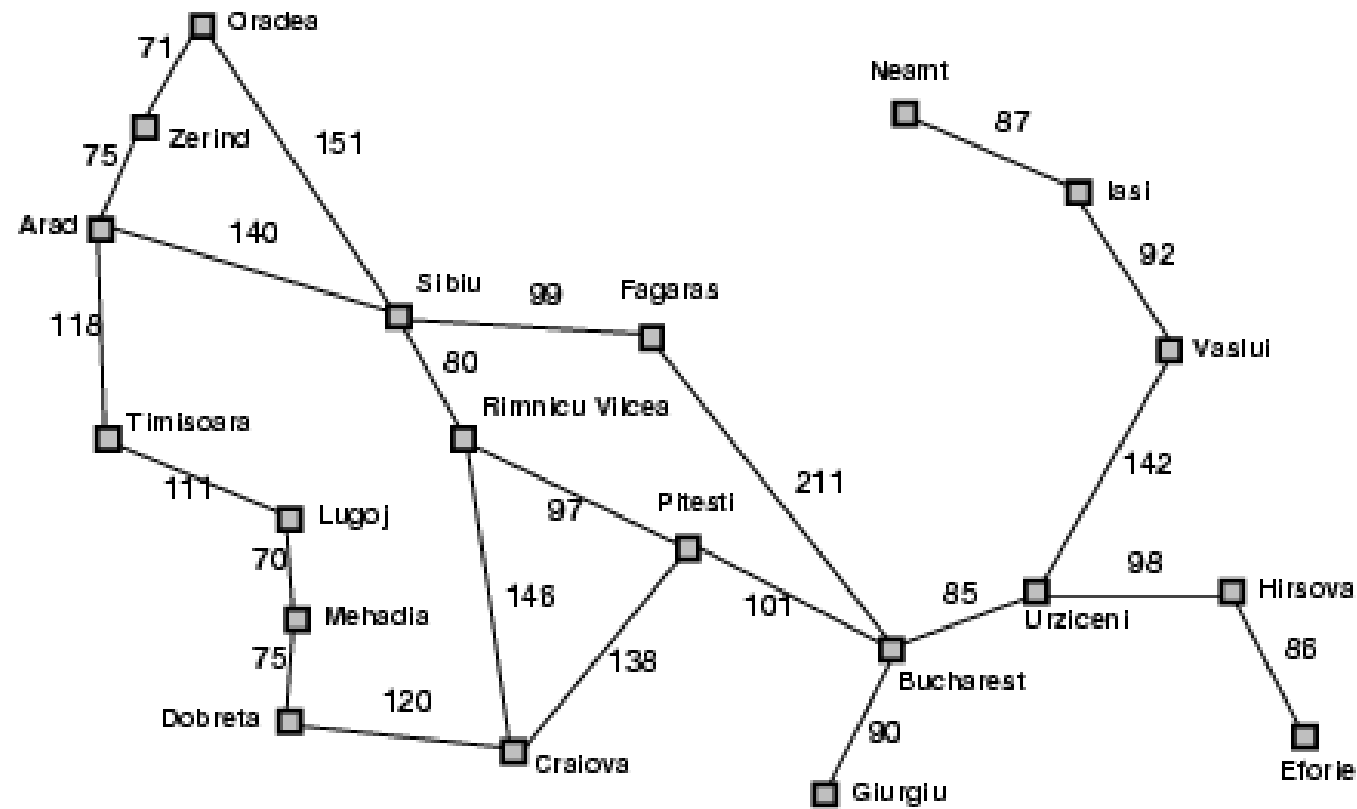 Oradea
71
Neamt
87
Zerind
75
151
Iasi
Arad
140
92
Sibiu
99
Fagaras
118
80
Vaslui
Timisoara
Rimnicu Vilcea
142
211
111
Lugoj
97
Pitesti
70
98
Hirsova
146
101
85
Urziceni
Mehadia
75
138
86
Bucharest
Dobreta
120
90
Craiova
Eforie
Giurgiu